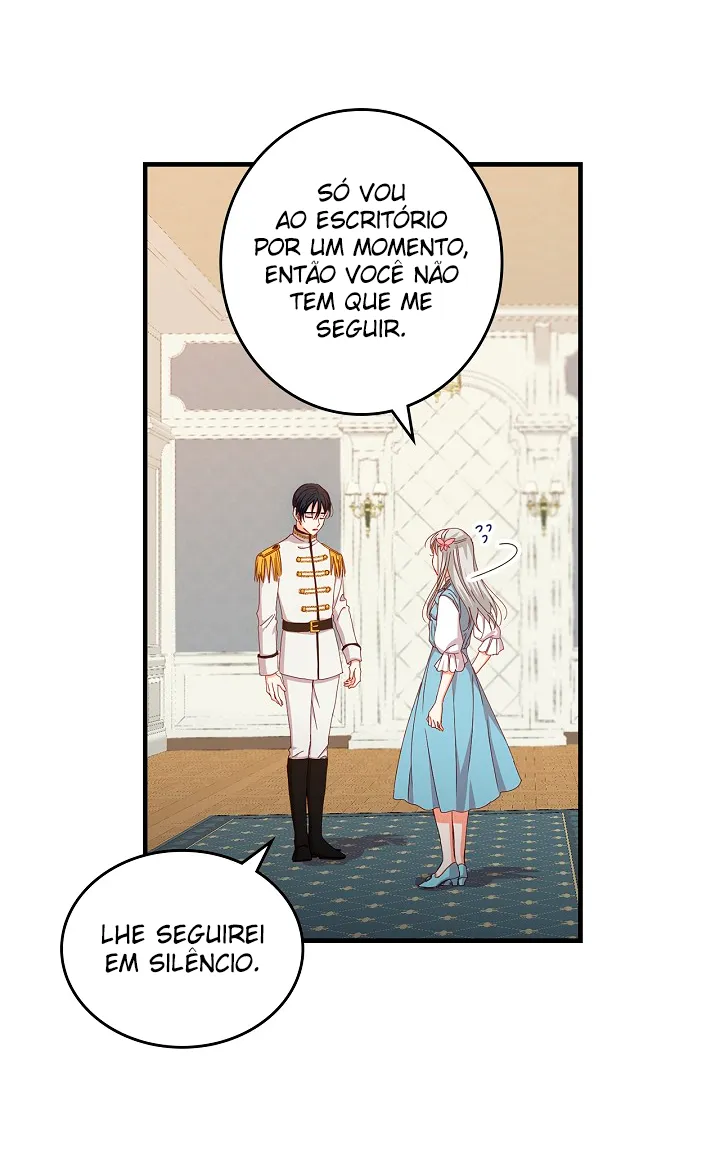 SÓ VOU
AO ESCRITÓRIO
POR UM MOMENTO,
ENTÃO VOCÊ NÃO
TEM QUE ME
SEGUIR.
LHE SEGUIREI
EM SILÊNCIO.